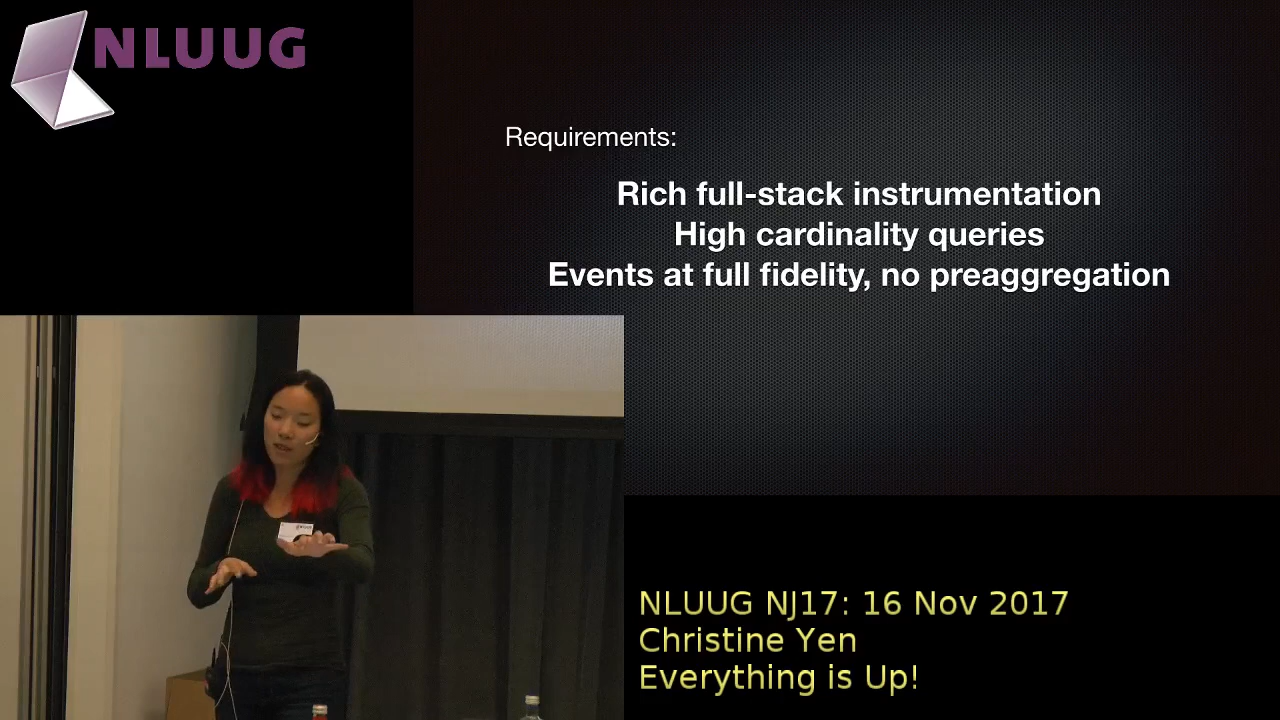 NLUUG
Requirements:
Rich full-stack instrumentation
High cardinality queries
Events at full fidelity, no preaggregation
NLUUG NJ17: 16 Nov 2017
Christine Yen
Everything is Up!